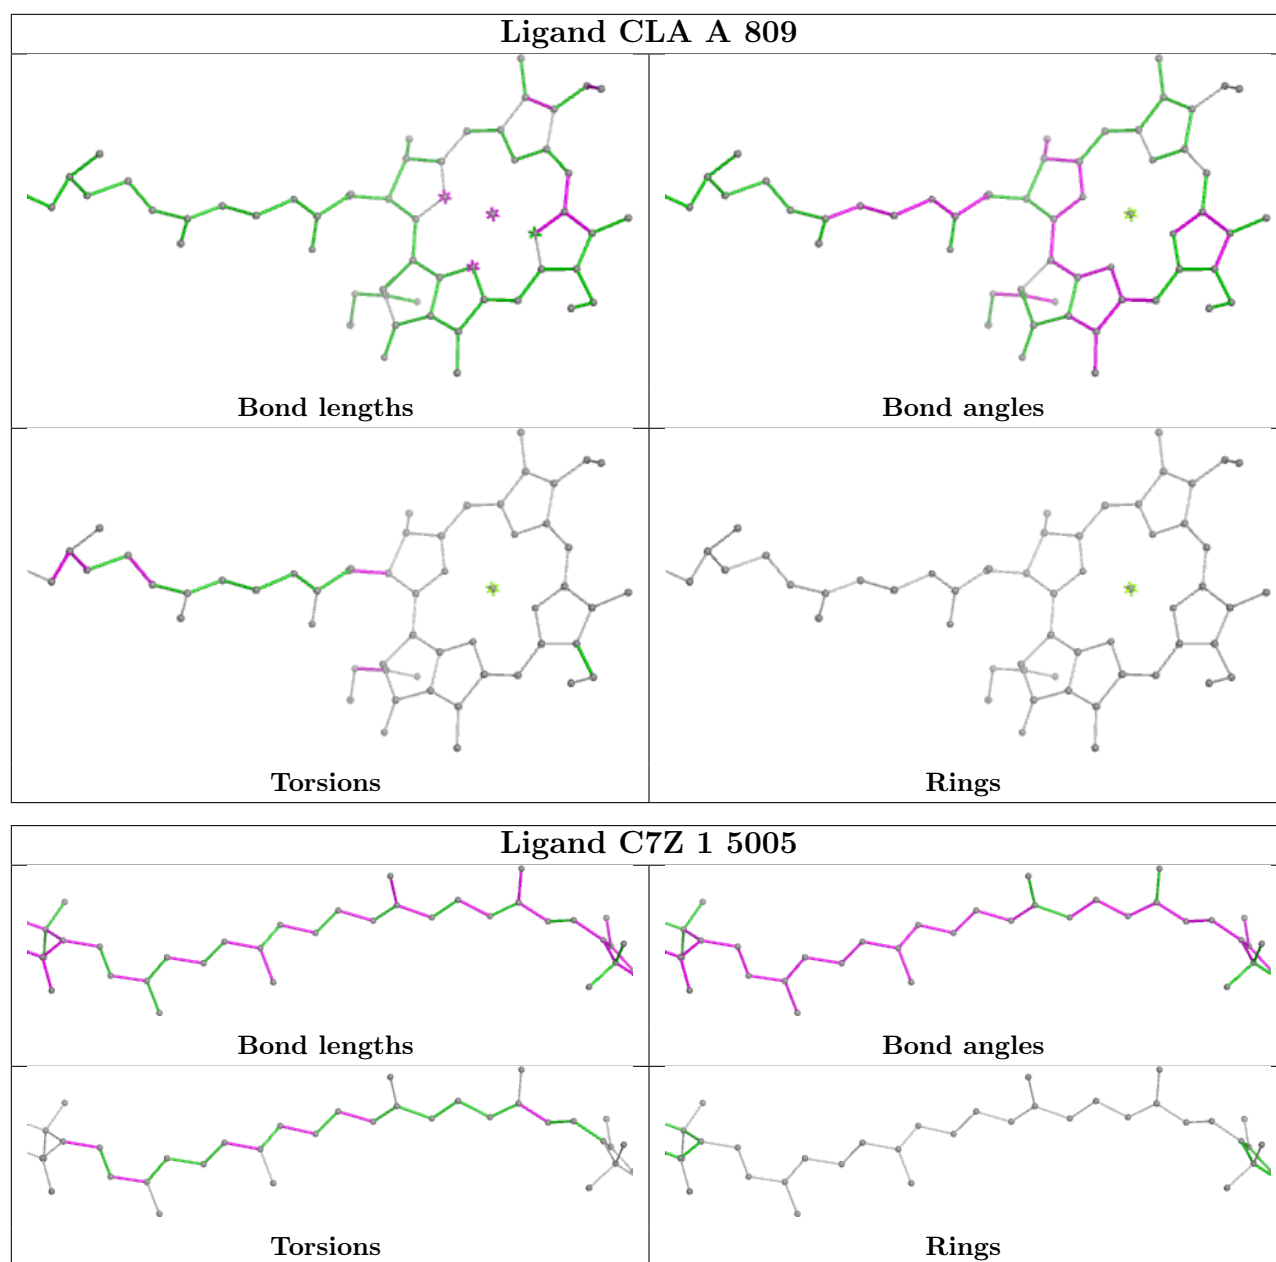 Ligand CLA A 809
Bond lengths
Bond angles
Torsions
Rings
Ligand C7Z 1 5005
Bond lengths
Bond angles
Torsions
Rings